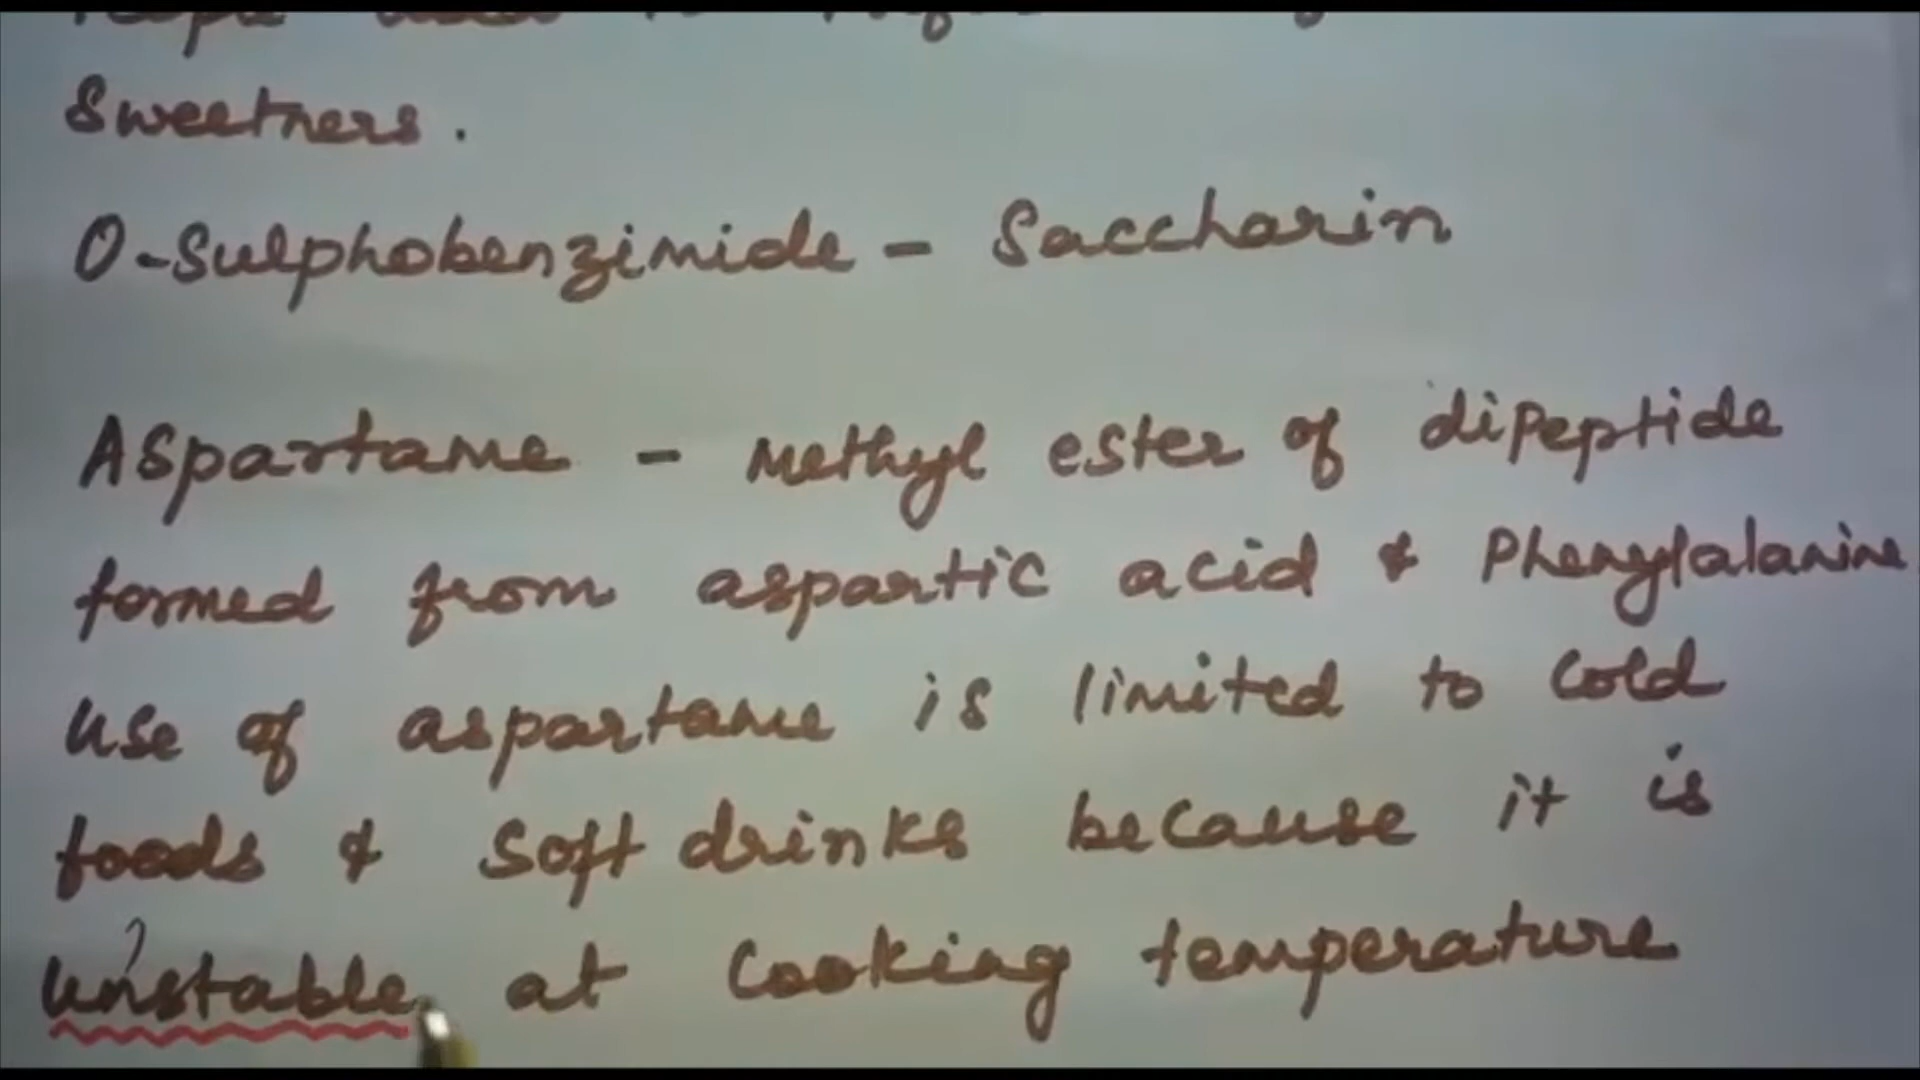 Sweetners.
O-Sulphobenzimide - Saccharin
Aspartame - Methyl ester of dipeptide
formed from aspartic acid & Phenylalanine
use of aspartame is limited to Cold
foods & Soft drinks because it is
unstable at Cooking temperature